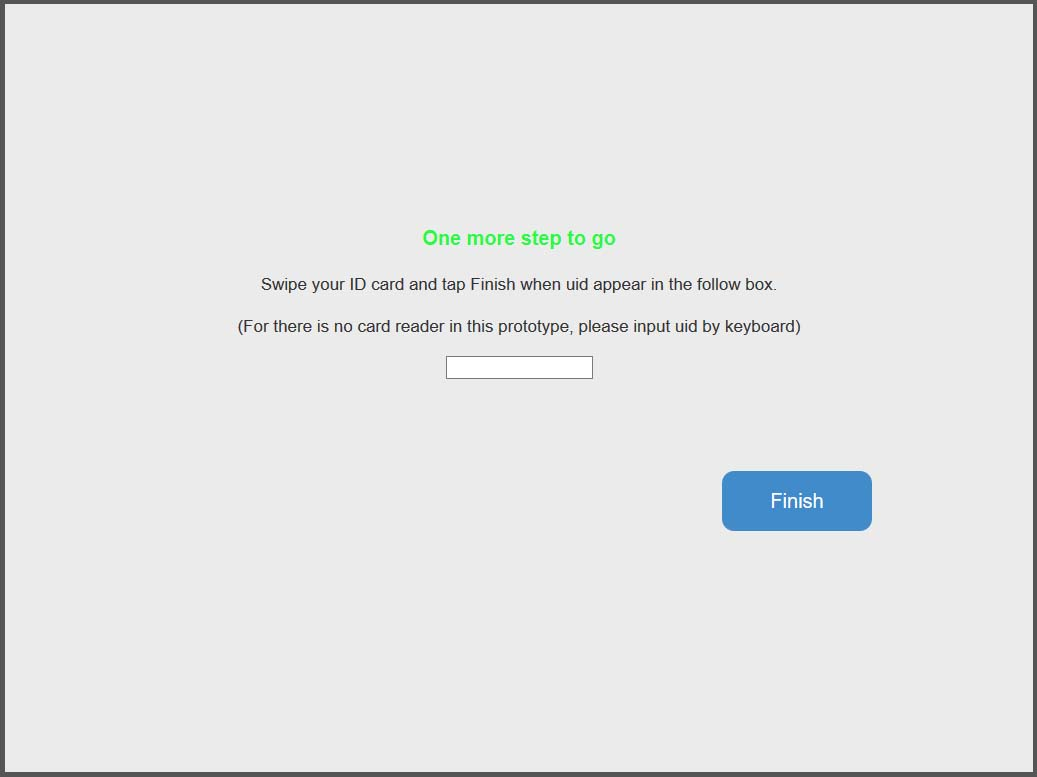 One more step to go
Swipe your ID card and tap Finish when uid appear in the follow box.
(For there is no card reader in this prototype, please input uid by keyboard)
Finish